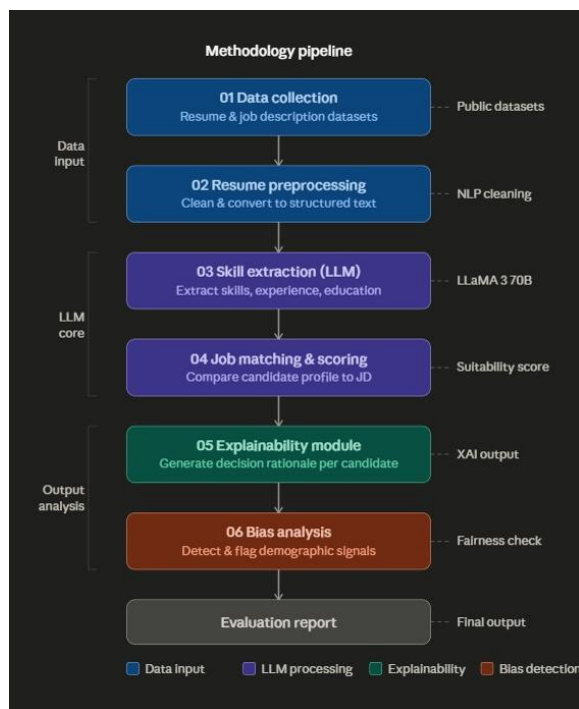 Methodology pipeline
01 Data collection
Resume & job description datasets
Public datasets
Data
input
02 Resume preprocessing
Clean & convert to structured text
NLP cleaning
03 Skill extraction (LLM)
Extract skills, experience, education
LLaMA 3 70B
LLM
core
04 Job matching & scoring
Compare candidate profile to JD
Suitability score
05 Explainability module
Generate decision rationale per candidate
XAI output
Output
analysis
06 Bias analysis
Detect & flag demographic signals
Fairness check
Evaluation report
Final output
Data input
LLM processing
Explainability
Bias detection